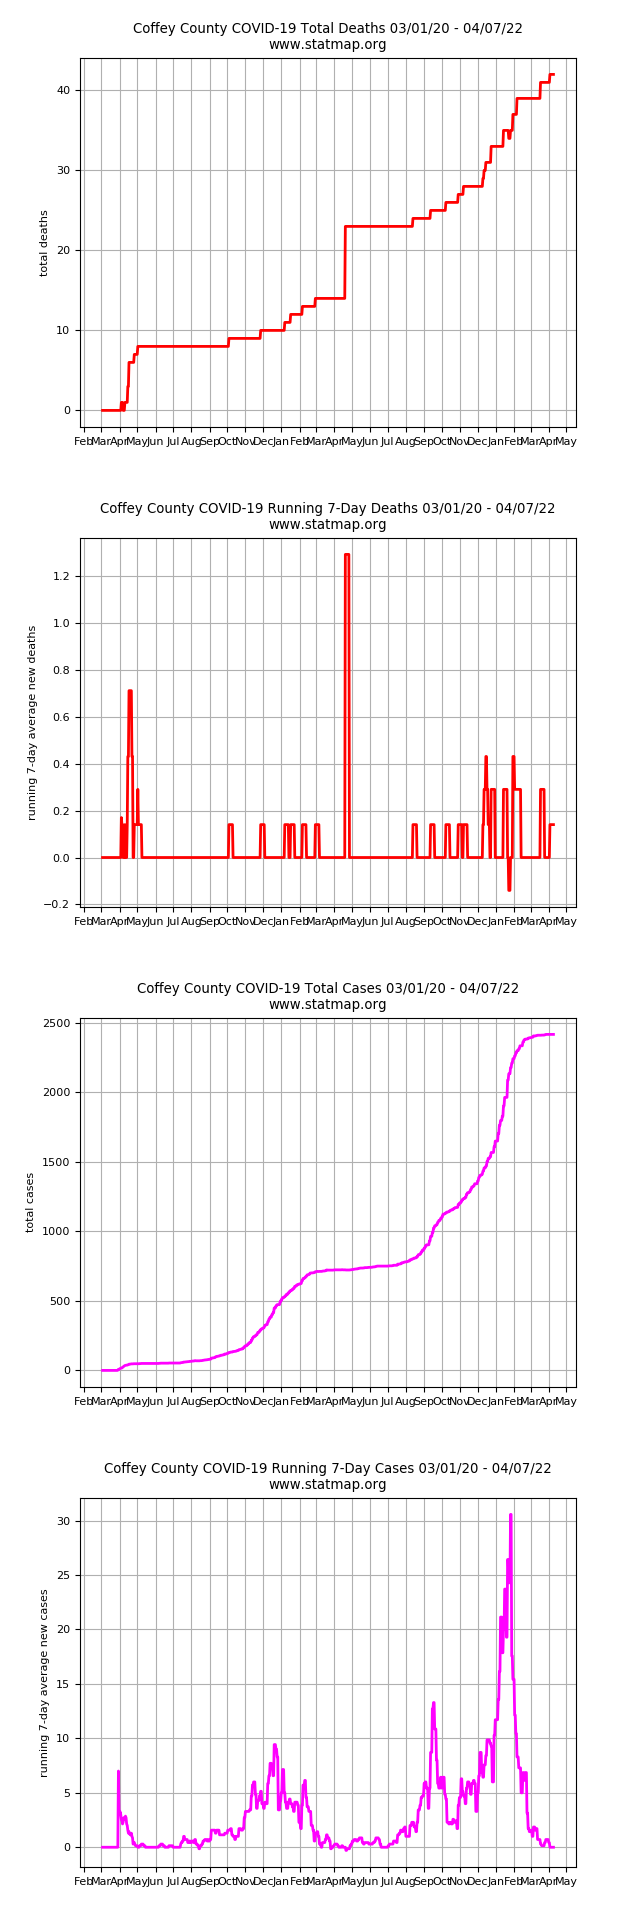 Coffey County COVID-19 Total Deaths 03/01/20 - 04/07/22
www.statmap.org
40
30
20
10
0
total deaths
Feb Mar Apr May Jun Jul Aug Sep Oct Nov Dec Jan Feb Mar Apr May Jun Jul Aug Sep Oct Nov Dec Jan Feb Mar Apr May
Coffey County COVID-19 Running 7-Day Deaths 03/01/20 - 04/07/22
www.statmap.org
1.2
1.0
0.8
0.6
0.4
0.2
0.0
−0.2
running 7-day average new deaths
Feb Mar Apr May Jun Jul Aug Sep Oct Nov Dec Jan Feb Mar Apr May Jun Jul Aug Sep Oct Nov Dec Jan Feb Mar Apr May
Coffey County COVID-19 Total Cases 03/01/20 - 04/07/22
www.statmap.org
2500
2000
1500
1000
500
0
total cases
Feb Mar Apr May Jun Jul Aug Sep Oct Nov Dec Jan Feb Mar Apr May Jun Jul Aug Sep Oct Nov Dec Jan Feb Mar Apr May
Coffey County COVID-19 Running 7-Day Cases 03/01/20 - 04/07/22
www.statmap.org
30
25
20
15
10
5
0
running 7-day average new cases
Feb Mar Apr May Jun Jul Aug Sep Oct Nov Dec Jan Feb Mar Apr May Jun Jul Aug Sep Oct Nov Dec Jan Feb Mar Apr May